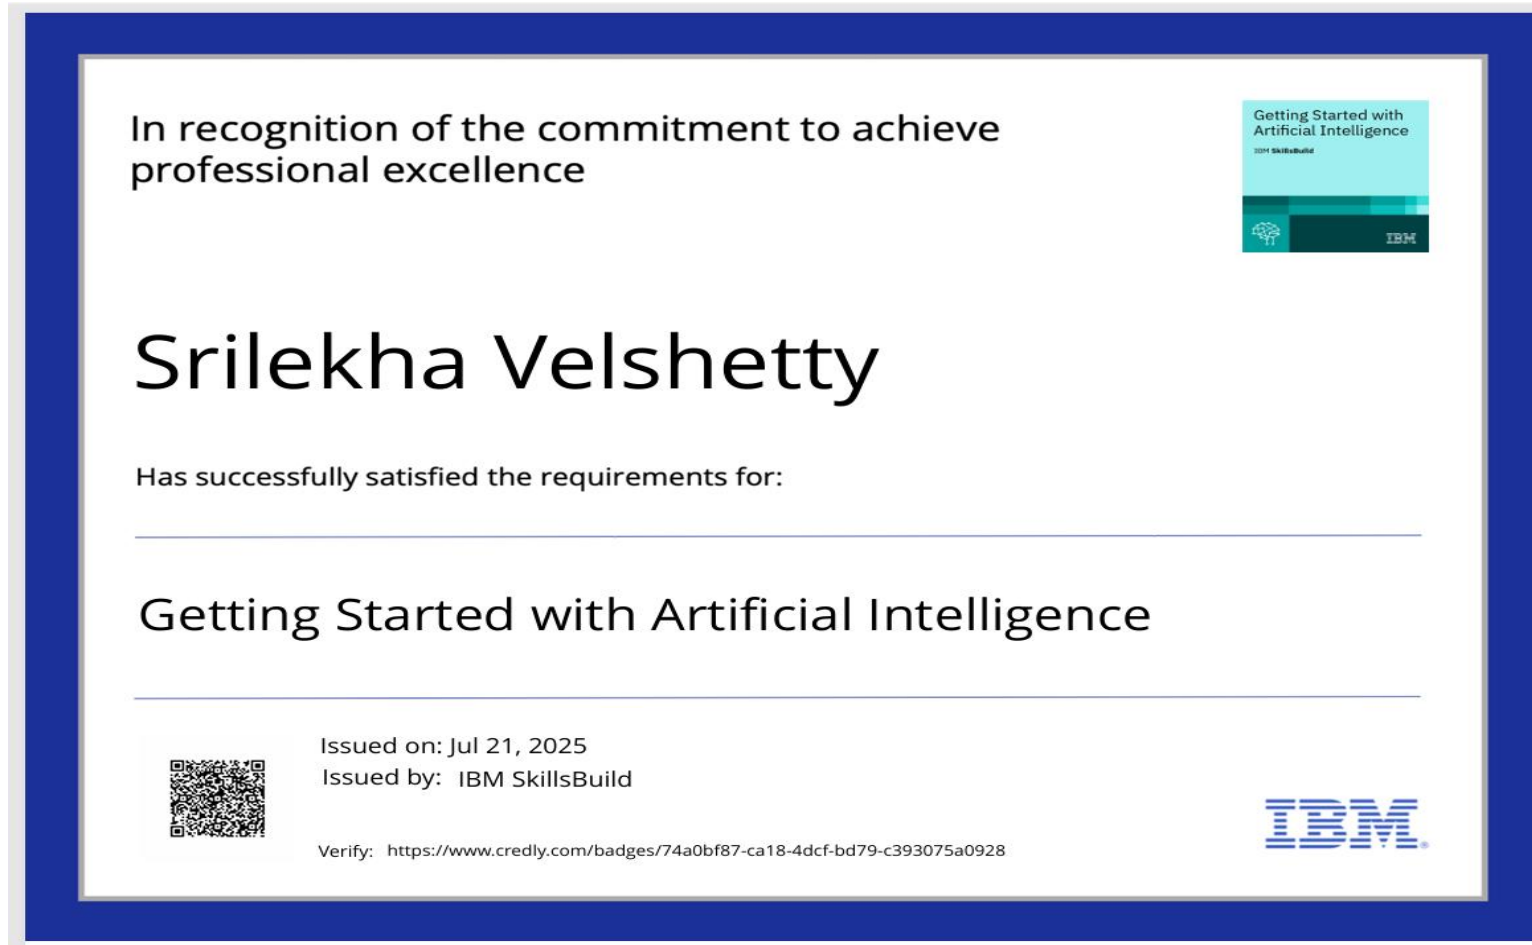 In recognition of the commitment to achieve
professional excellence
Getting Started with
Artificial Intelligence
IBM SkillsBuild
IBM
Srilekha Velshetty
Has successfully satisfied the requirements for:
Getting Started with Artificial Intelligence
Issued on: Jul 21, 2025
Issued by: IBM SkillsBuild
Verify: https://www.credly.com/badges/74a0bf87-ca18-4dcf-bd79-c393075a0928
IBM®